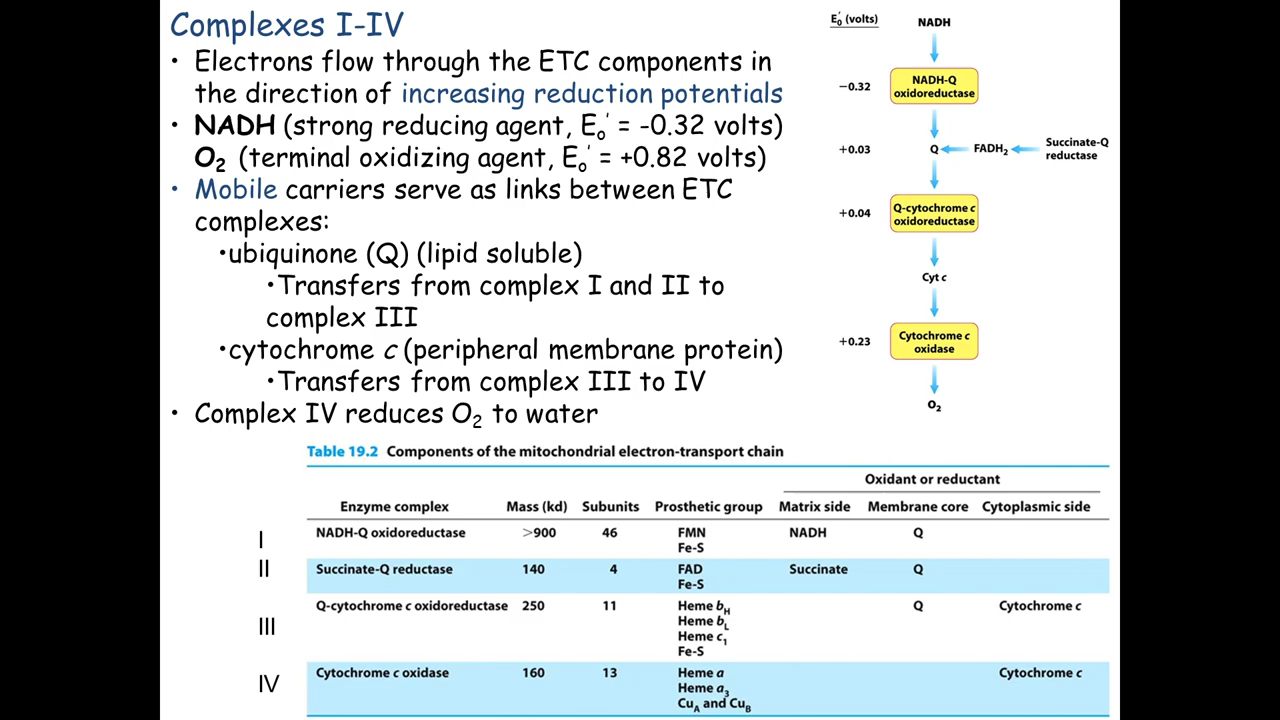 Complexes I-IV
• Electrons flow through the ETC components in
the direction of increasing reduction potentials
• NADH (strong reducing agent, Eo' = -0.32 volts)
O2 (terminal oxidizing agent, Eo' = +0.82 volts)
• Mobile carriers serve as links between ETC
complexes:
•ubiquinone (Q) (lipid soluble)
•Transfers from complex I and II to
complex III
•cytochrome c (peripheral membrane protein)
•Transfers from complex III to IV
• Complex IV reduces O2 to water
E0' (volts)
NADH
−0.32
NADH-Q
oxidoreductase
+0.03
Q
FADH2
Succinate-Q
reductase
+0.04
Q-cytochrome c
oxidoreductase
Cyt c
+0.23
Cytochrome c
oxidase
O2
Table 19.2 Components of the mitochondrial electron-transport chain
Oxidant or reductant
Enzyme complex Mass (kd) Subunits Prosthetic group Matrix side Membrane core Cytoplasmic side
I NADH-Q oxidoreductase >900 46 FMN NADH Q
Fe-S
II Succinate-Q reductase 140 4 FAD Succinate Q
Fe-S
III Q-cytochrome c oxidoreductase 250 11 Heme bH Q Cytochrome c
Heme bL
Heme c1
Fe-S
IV Cytochrome c oxidase 160 13 Heme a Cytochrome c
Heme a3
CuA and CuB